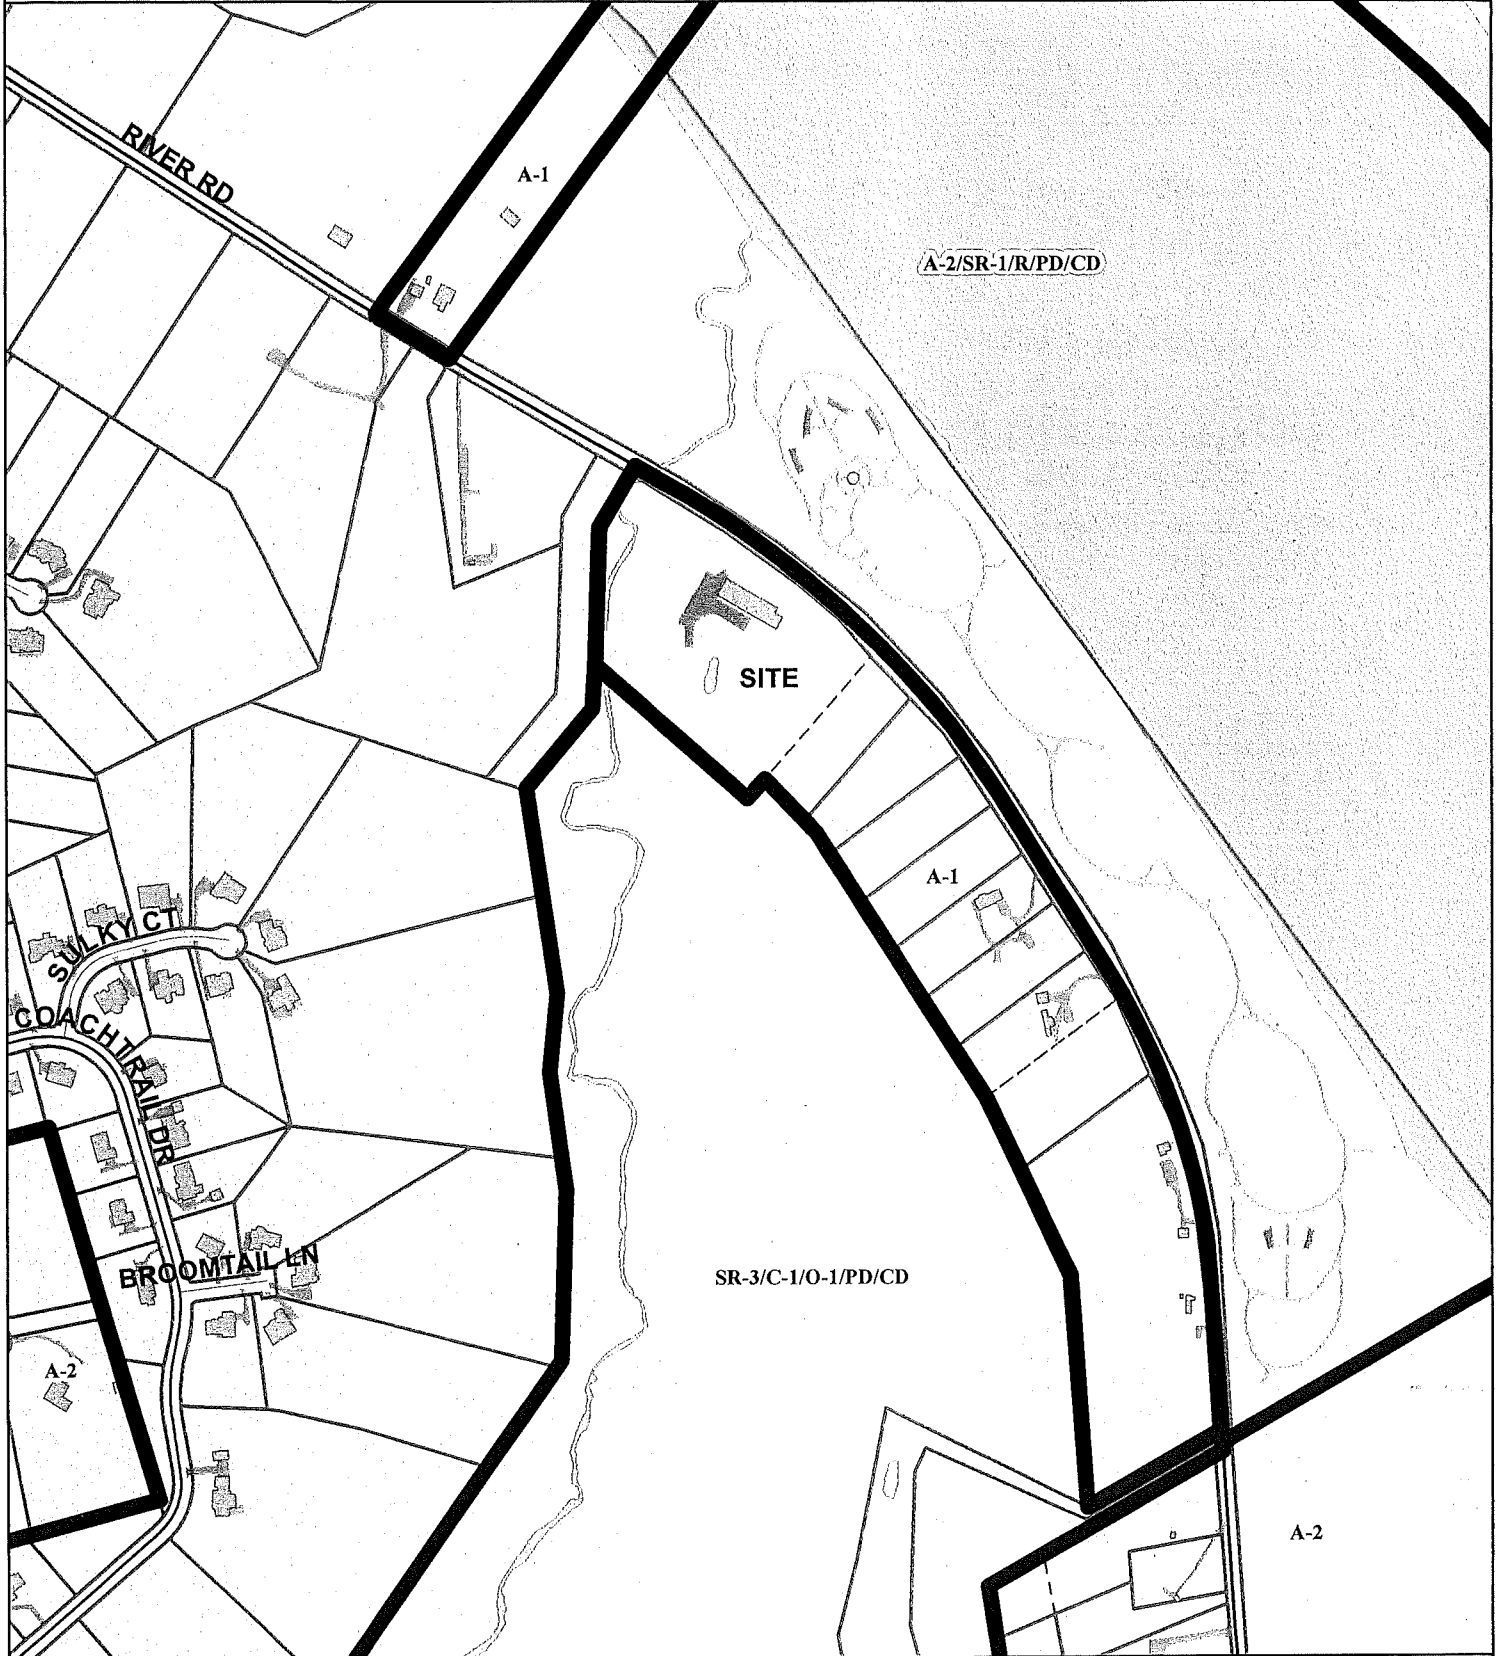 RIVER RD
A-1
A-2/SR-1/R/PD/CD
SITE
A-1
SULKY CT
COACHTRAIL DR
BROOMTAIL LN
SR-3/C-1/O-1/PD/CD
A-2
A-2